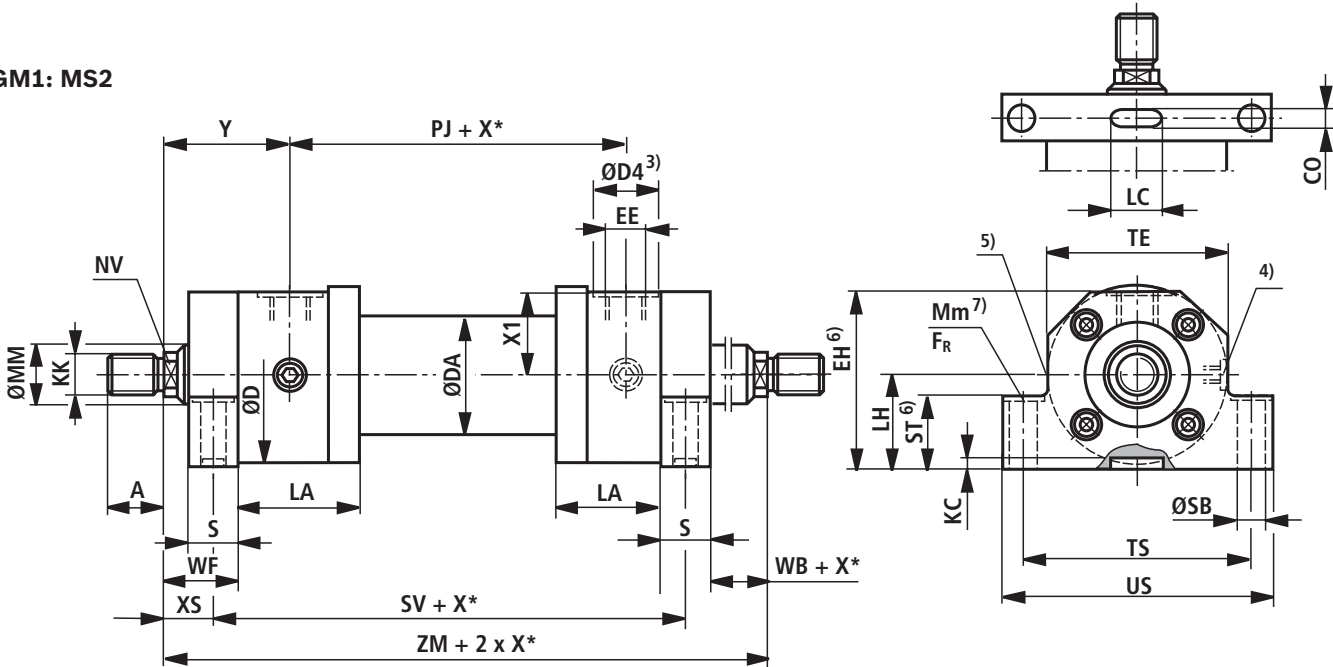 GM1: MS2
Y
PJ + X*
ØD4 3)
EE
NV
X1
ØMM
KK
ØD
ØDA
A
LA
LA
S
S
WF
WB + X*
XS
SV + X*
ZM + 2 x X*
CO
LC
5)
TE
4)
Mm 7)
FR
EH 6)
LH
ST 6)
KC
ØSB
TS
US